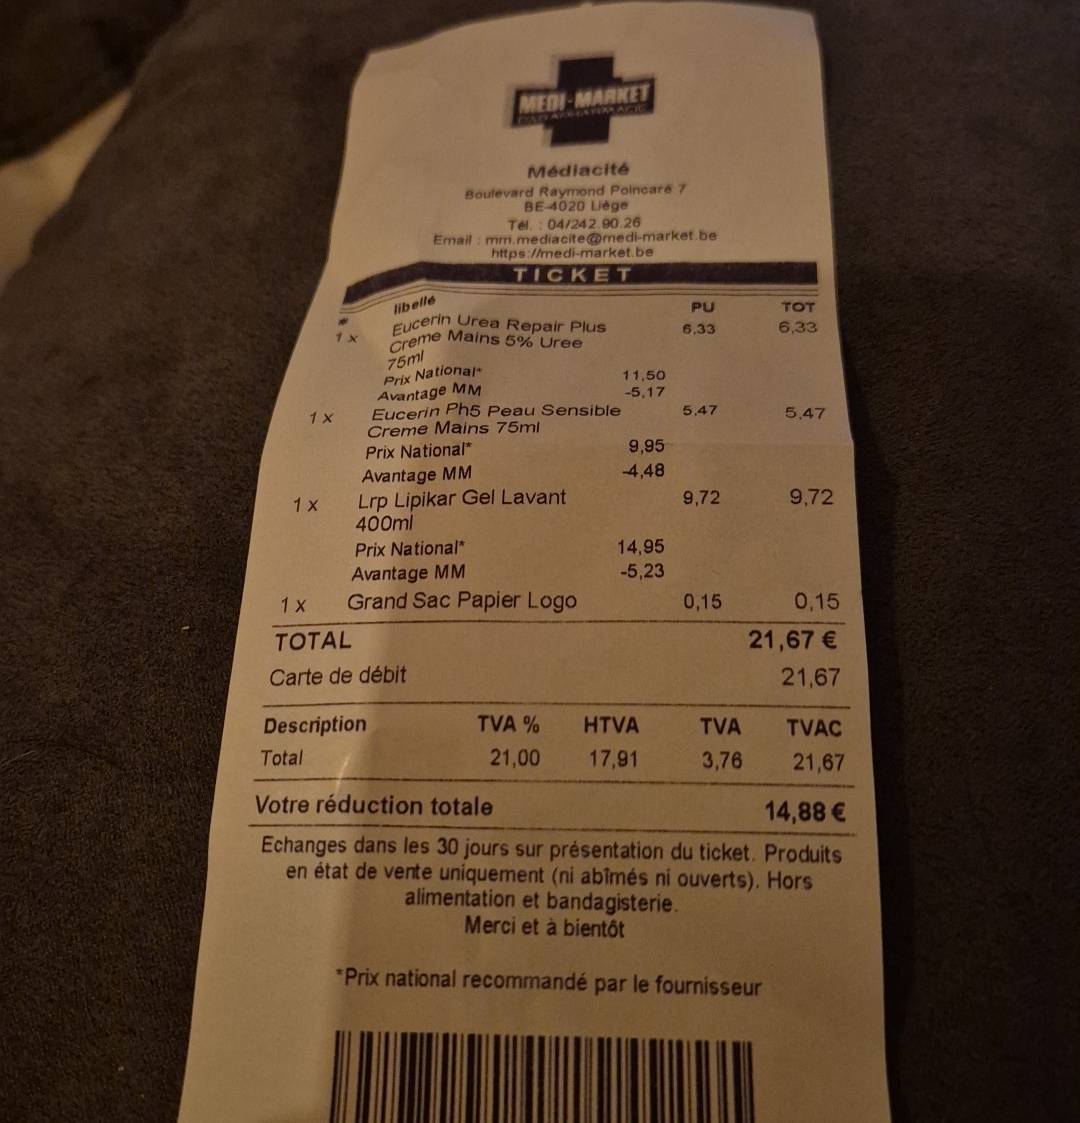 MEDI-MARKET
PARAPHARMACIE
Médiacité
Boulevard Raymond Poincaré 7
BE-4020 Liège
Tél. : 04/242.90.26
Email : mm.mediacite@medi-market.be
https://medi-market.be
TICKET
* libellé PU TOT
1 x Eucerin Urea Repair Plus 6,33 6,33
Creme Mains 5% Uree
75ml
Prix National* 11,50
Avantage MM -5,17
1 x Eucerin Ph5 Peau Sensible 5,47 5,47
Creme Mains 75ml
Prix National* 9,95
Avantage MM -4,48
1 x Lrp Lipikar Gel Lavant 9,72 9,72
400ml
Prix National* 14,95
Avantage MM -5,23
1 x Grand Sac Papier Logo 0,15 0,15
TOTAL 21,67 €
Carte de débit 21,67
Description TVA % HTVA TVA TVAC
Total 21,00 17,91 3,76 21,67
Votre réduction totale 14,88 €
Echanges dans les 30 jours sur présentation du ticket. Produits
en état de vente uniquement (ni abîmés ni ouverts). Hors
alimentation et bandagisterie.
Merci et à bientôt
*Prix national recommandé par le fournisseur